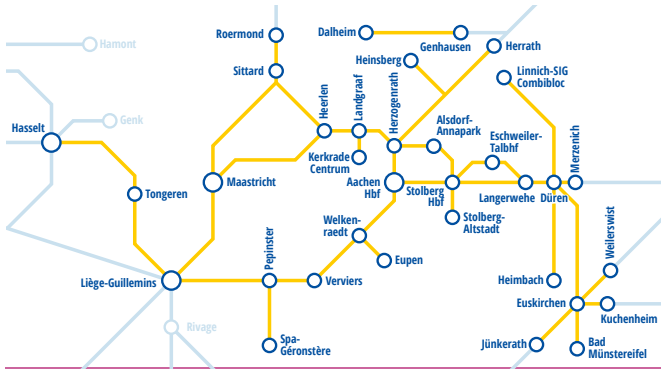 Hamont
Genk
Hasselt
Tongeren
Liège-Guillemins
Rivage
Roermond
Sittard
Maastricht
Heerlen
Landgraaf
Kerkrade
Centrum
Herzogenrath
Dalheim
Genhausen
Heinsberg
Herrath
Linnich-SIG
Combibloc
Alsdorf-
Annapark
Eschweiler-
Talbhf
Merzenich
Aachen
Hbf
Stolberg
Hbf
Langerwehe
Düren
Stolberg-
Altstadt
Welken-
raedt
Eupen
Pepinster
Verviers
Spa-
Géronstère
Heimbach
Weilerswist
Euskirchen
Kuchenheim
Jünkerath
Bad
Münstereifel